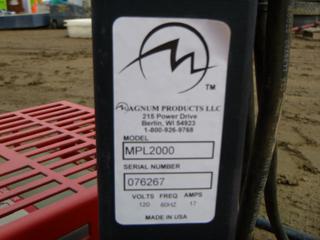 TM
MAGNUM PRODUCTS LLC
215 Power Drive
Berlin, WI 54923
1-800-926-9768
MODEL
MPL2000
SERIAL NUMBER
076267
VOLTS FREQ AMPS
120 60HZ 17
MADE IN USA